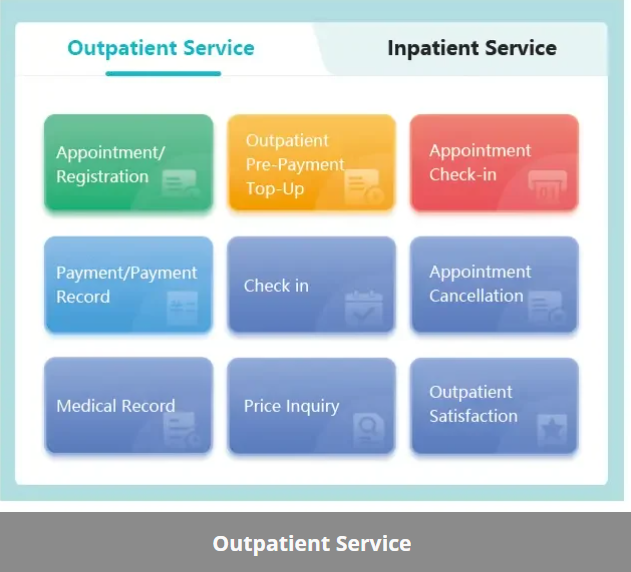 Outpatient Service
Inpatient Service
Appointment/
Registration
Outpatient
Pre-Payment
Top-Up
Appointment
Check-in
Payment/Payment
Record
Check in
Appointment
Cancellation
Medical Record
Price Inquiry
Outpatient
Satisfaction
Outpatient Service